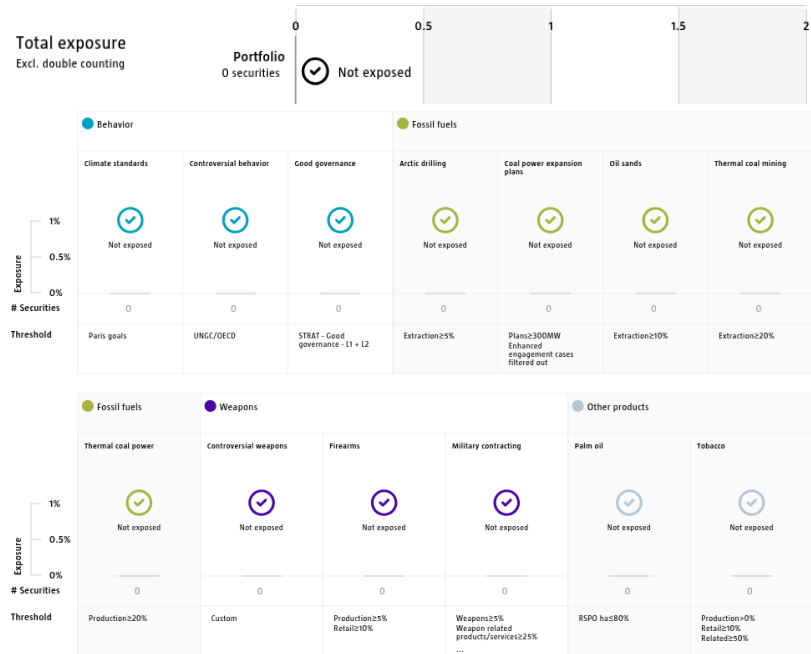 Total exposure
Excl. double counting
Portfolio
0 securities
Not exposed
0
0.5
1
1.5
2
Behavior
Fossil fuels
Climate standards
Controversial behavior
Good governance
Arctic drilling
Coal power expansion
plans
Oil sands
Thermal coal mining
Exposure
1%
0.5%
0%
Not exposed
Not exposed
Not exposed
Not exposed
Not exposed
Not exposed
Not exposed
# Securities
0
0
0
0
0
0
0
Threshold
Paris goals
UNGC/OECD
STRAT - Good
governance - L1 + L2
Extraction≥5%
Plans≥300MW
Enhanced
engagement cases
filtered out
Extraction≥10%
Extraction≥20%
Fossil fuels
Weapons
Other products
Thermal coal power
Controversial weapons
Firearms
Military contracting
Palm oil
Tobacco
Exposure
1%
0.5%
0%
Not exposed
Not exposed
Not exposed
Not exposed
Not exposed
Not exposed
# Securities
0
0
0
0
0
0
Threshold
Production≥20%
Custom
Production≥5%
Retail≥10%
Weapons≥5%
Weapon related
products/services≥25%
RSPO ha≤80%
Production>0%
Retail≥10%
Related≥50%